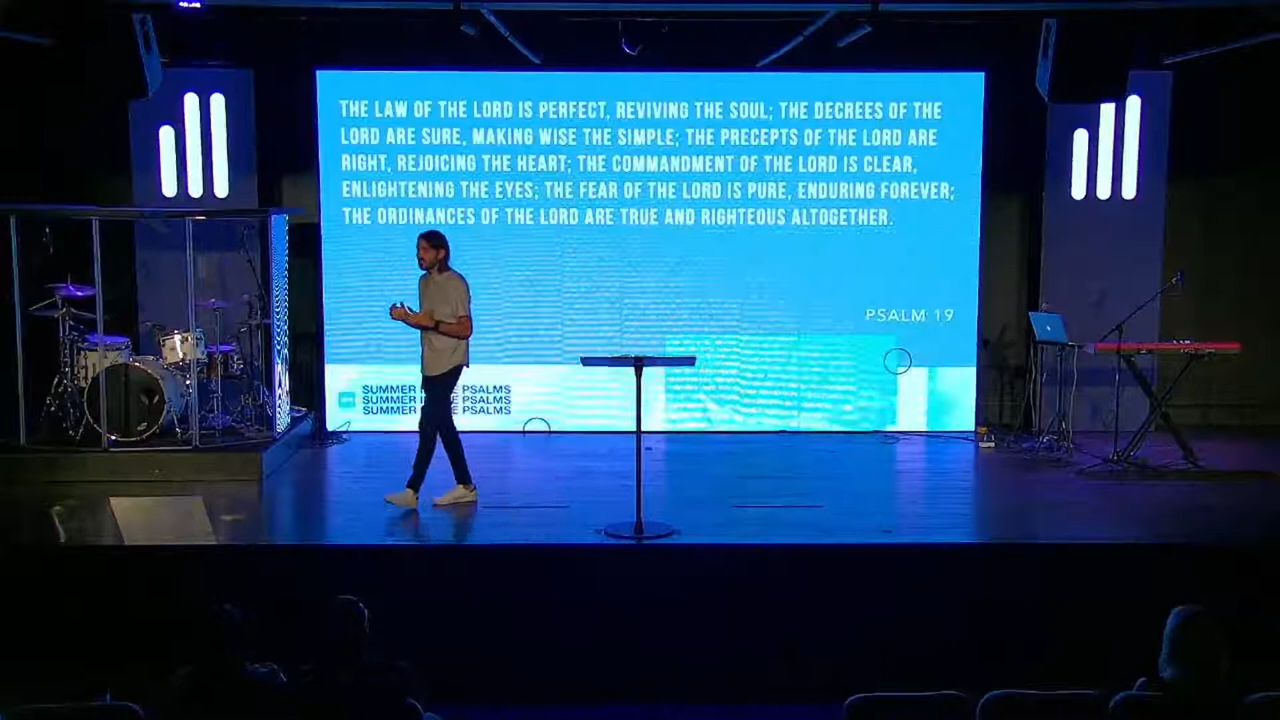 THE LAW OF THE LORD IS PERFECT, REVIVING THE SOUL; THE DECREES OF THE
LORD ARE SURE, MAKING WISE THE SIMPLE; THE PRECEPTS OF THE LORD ARE
RIGHT, REJOICING THE HEART; THE COMMANDMENT OF THE LORD IS CLEAR,
ENLIGHTENING THE EYES; THE FEAR OF THE LORD IS PURE, ENDURING FOREVER;
THE ORDINANCES OF THE LORD ARE TRUE AND RIGHTEOUS ALTOGETHER.
PSALM 19
SUMMER PSALMS
SUMMER PSALMS
SUMMER PSALMS